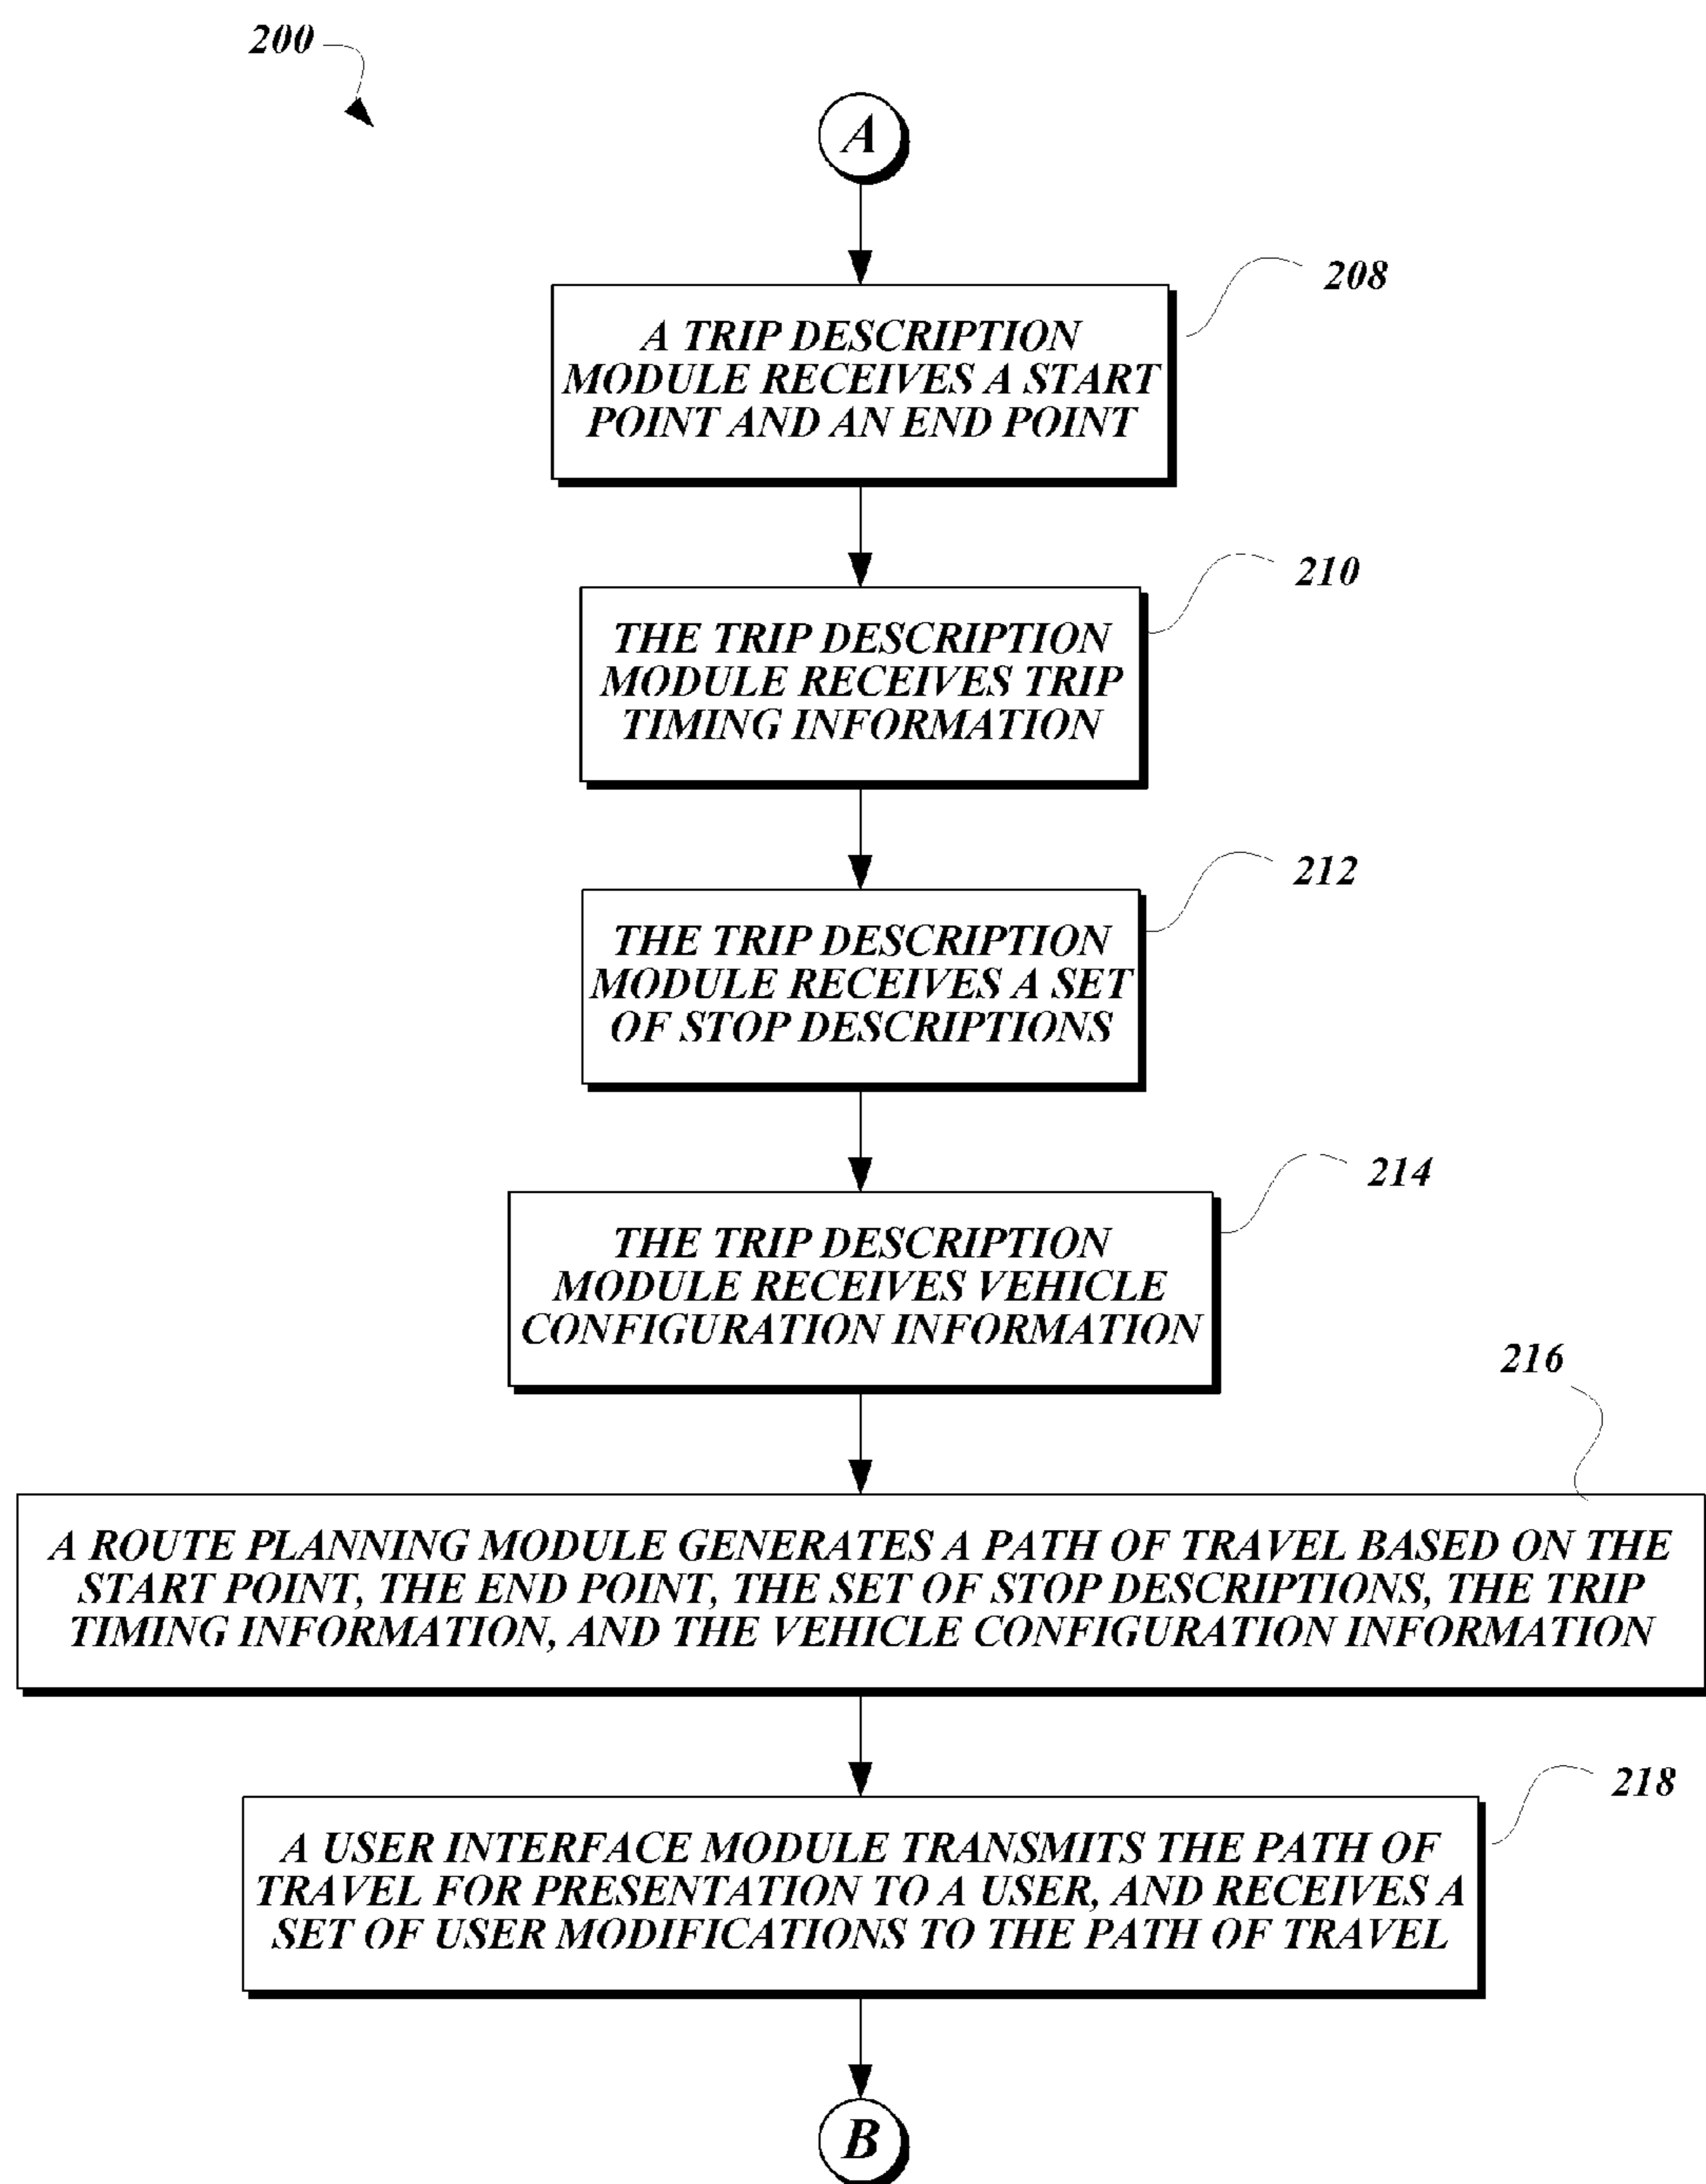 200
A
208
A TRIP DESCRIPTION
MODULE RECEIVES A START
POINT AND AN END POINT
210
THE TRIP DESCRIPTION
MODULE RECEIVES TRIP
TIMING INFORMATION
212
THE TRIP DESCRIPTION
MODULE RECEIVES A SET
OF STOP DESCRIPTIONS
214
THE TRIP DESCRIPTION
MODULE RECEIVES VEHICLE
CONFIGURATION INFORMATION
216
A ROUTE PLANNING MODULE GENERATES A PATH OF TRAVEL BASED ON THE
START POINT, THE END POINT, THE SET OF STOP DESCRIPTIONS, THE TRIP
TIMING INFORMATION, AND THE VEHICLE CONFIGURATION INFORMATION
218
A USER INTERFACE MODULE TRANSMITS THE PATH OF
TRAVEL FOR PRESENTATION TO A USER, AND RECEIVES A
SET OF USER MODIFICATIONS TO THE PATH OF TRAVEL
B